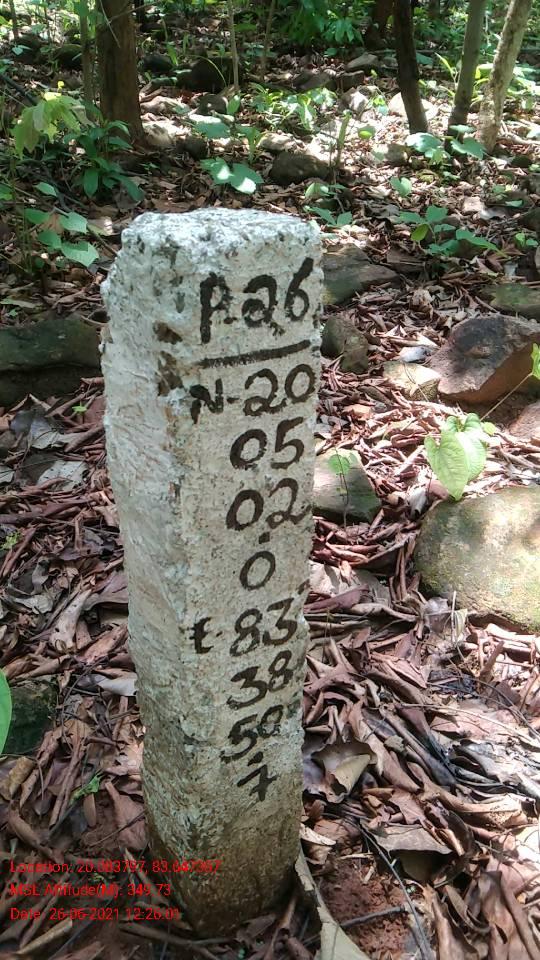 P.26
N-20
05
02
.
0
E-83°
38
50
.
7
Location: 20.083797, 83.647367
MSL Altitude(M): 349.73
Date: 26-06-2021 12:26:01